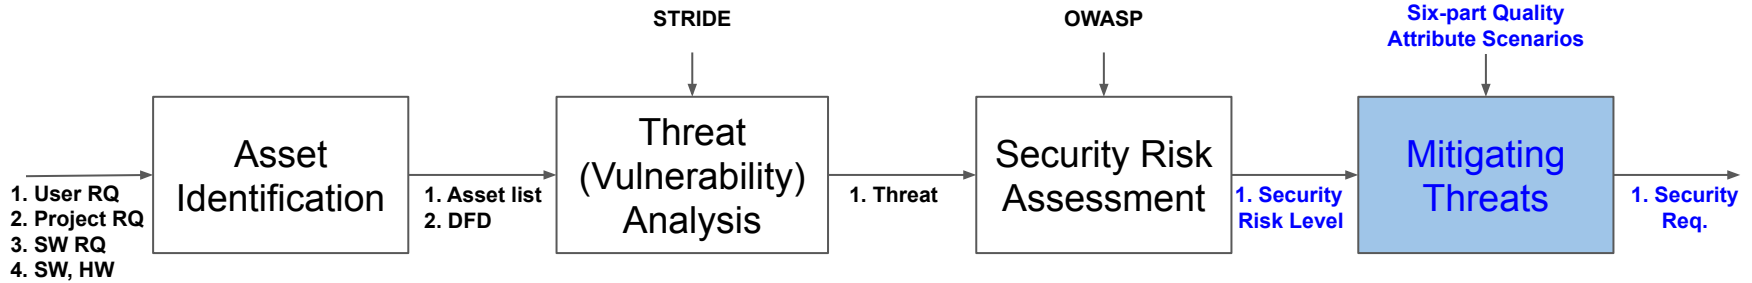 STRIDE
OWASP
Six-part Quality
Attribute Scenarios
Asset
Identification
Threat
(Vulnerability)
Analysis
Security Risk
Assessment
Mitigating
Threats
1. User RQ
2. Project RQ
3. SW RQ
4. SW, HW
1. Asset list
2. DFD
1. Threat
1. Security
Risk Level
1. Security
Req.